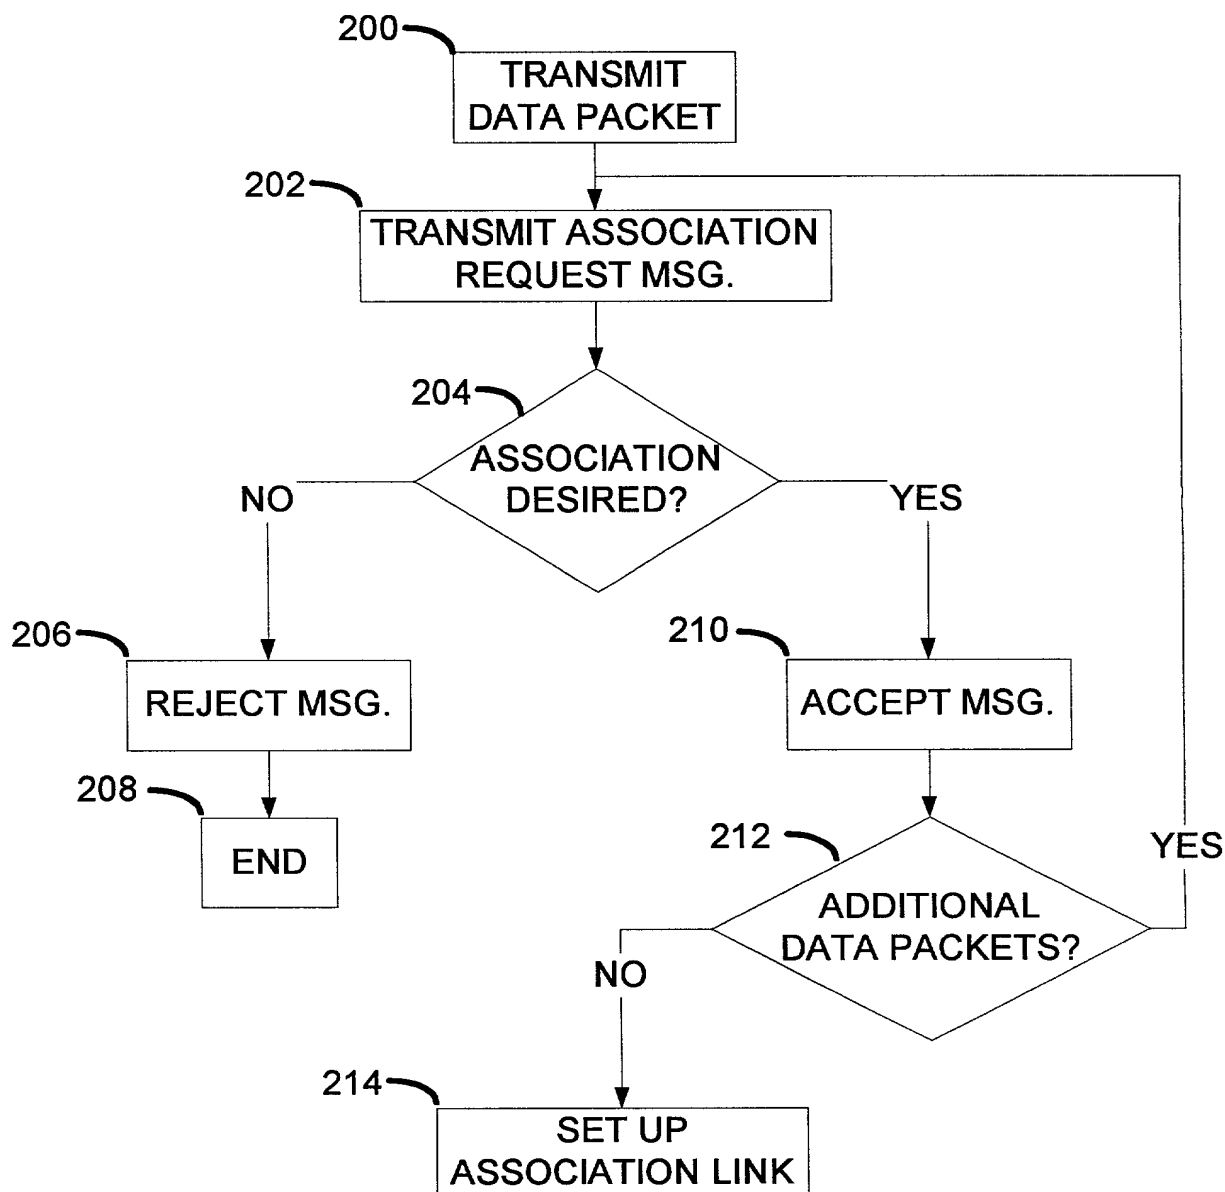 200
TRANSMIT
DATA PACKET
202
TRANSMIT ASSOCIATION
REQUEST MSG.
204
ASSOCIATION
DESIRED?
NO
YES
206
REJECT MSG.
210
ACCEPT MSG.
208
END
212
ADDITIONAL
DATA PACKETS?
YES
NO
214
SET UP
ASSOCIATION LINK